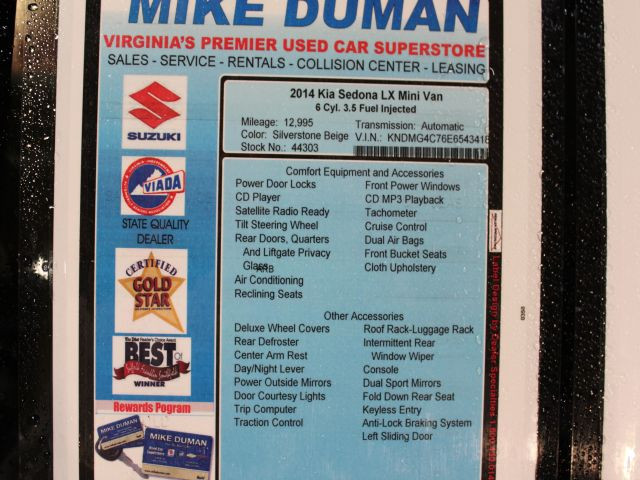 MIKE DUMAN
VIRGINIA'S PREMIER USED CAR SUPERSTORE
SALES - SERVICE - RENTALS - COLLISION CENTER - LEASING
SUZUKI
VIADA
STATE QUALITY
DEALER
CERTIFIED
GOLD
STAR
BEST Of
WINNER
Rewards Pogram
MIKE DUMAN
MIKE DUMAN
2014 Kia Sedona LX Mini Van
6 Cyl. 3.5 Fuel Injected
Mileage: 12,995 Transmission: Automatic
Color: Silverstone Beige V.I.N.: KNDMG4C76E6543418
Stock No.: 44303
Comfort Equipment and Accessories
Power Door Locks
CD Player
Satellite Radio Ready
Tilt Steering Wheel
Rear Doors, Quarters
And Liftgate Privacy
Glass
Air Conditioning
Reclining Seats
Front Power Windows
CD MP3 Playback
Tachometer
Cruise Control
Dual Air Bags
Front Bucket Seats
Cloth Upholstery
Other Accessories
Deluxe Wheel Covers
Rear Defroster
Center Arm Rest
Day/Night Lever
Power Outside Mirrors
Door Courtesy Lights
Trip Computer
Traction Control
Roof Rack-Luggage Rack
Intermittent Rear
Window Wiper
Console
Dual Sport Mirrors
Fold Down Rear Seat
Keyless Entry
Anti-Lock Braking System
Left Sliding Door
Label Design by Dealer Specialties